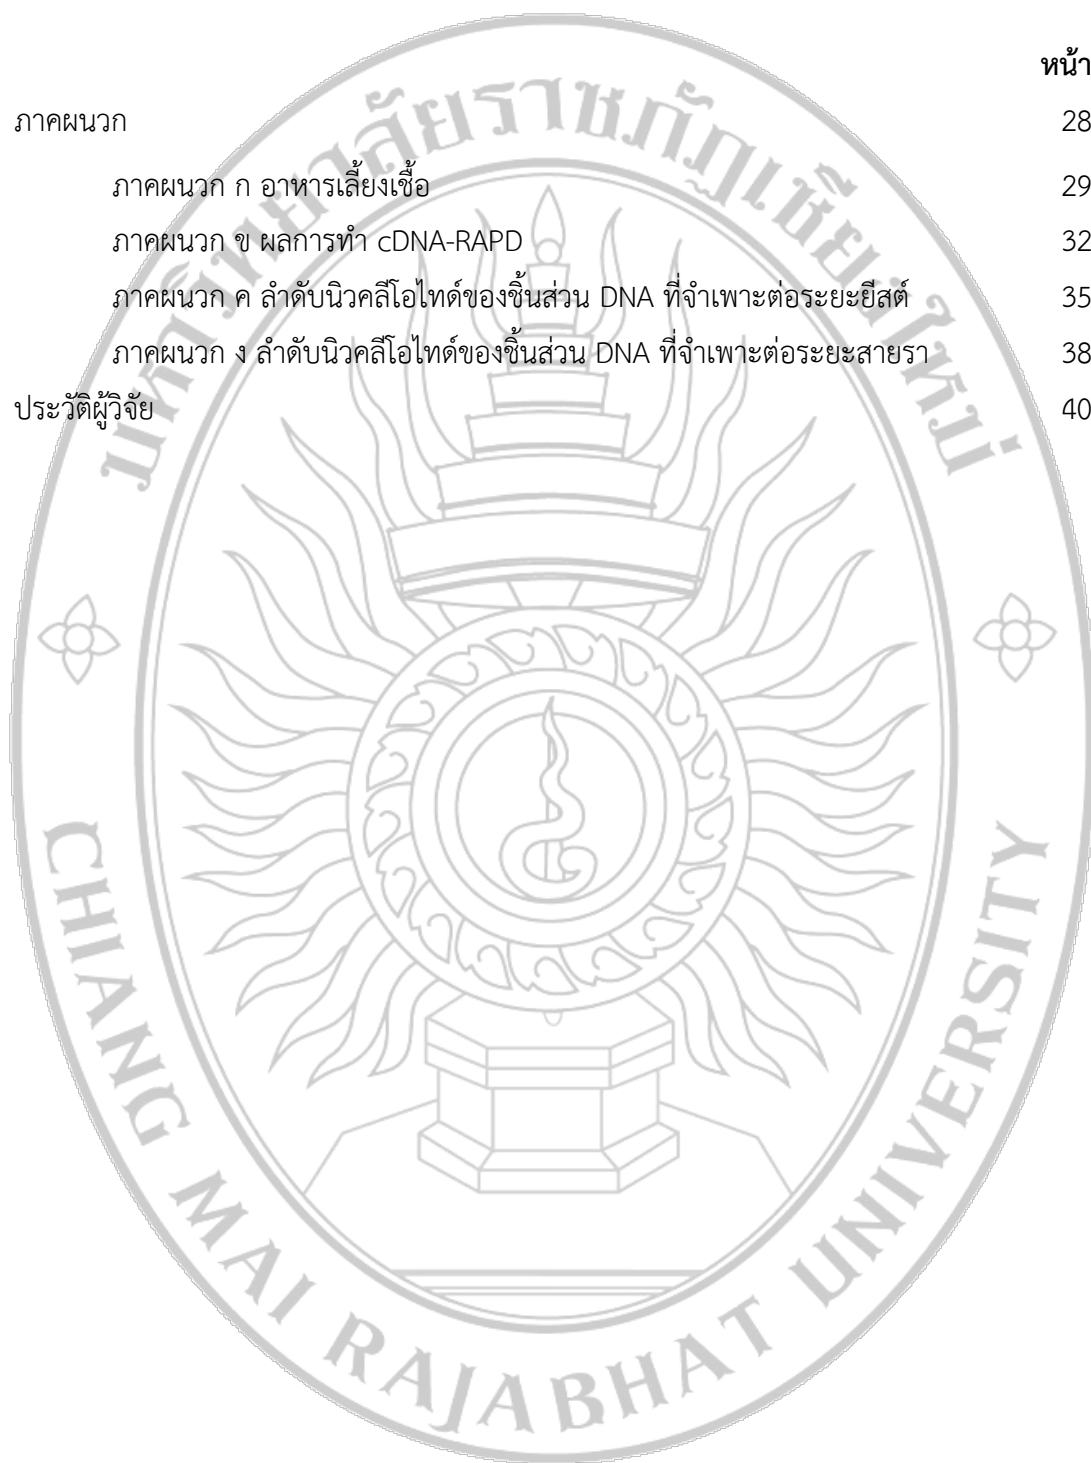 หน้า
ภาคผนวก 28
ภาคผนวก ก อาหารเลี้ยงเชื้อ 29
ภาคผนวก ข ผลการทำ cDNA-RAPD 32
ภาคผนวก ค ลำดับนิวคลีโอไทด์ของชิ้นส่วน DNA ที่จำเพาะต่อระยะยีสต์ 35
ภาคผนวก ง ลำดับนิวคลีโอไทด์ของชิ้นส่วน DNA ที่จำเพาะต่อระยะสายรา 38
ประวัติผู้วิจัย 40
มหาวิทยาลัยราชภัฏเชียงใหม่
CHIANG MAI RAJABHAT UNIVERSITY